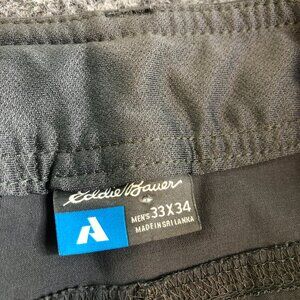 Eddie Bauer
MEN'S 33X34
MADE IN SRI LANKA